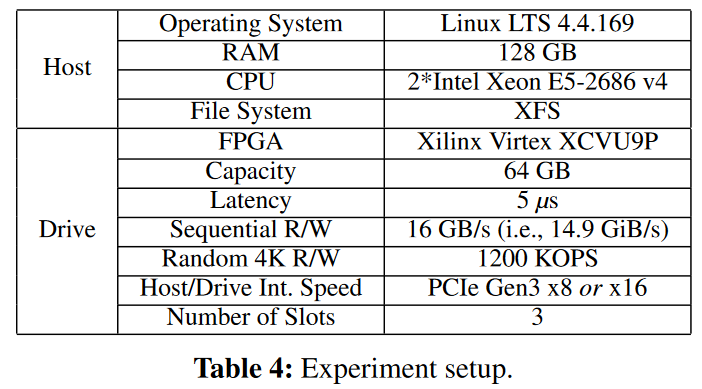 Host
Operating System Linux LTS 4.4.169
RAM 128 GB
CPU 2*Intel Xeon E5-2686 v4
File System XFS
Drive
FPGA Xilinx Virtex XCVU9P
Capacity 64 GB
Latency 5 μs
Sequential R/W 16 GB/s (i.e., 14.9 GiB/s)
Random 4K R/W 1200 KOPS
Host/Drive Int. Speed PCIe Gen3 x8 or x16
Number of Slots 3
Table 4: Experiment setup.